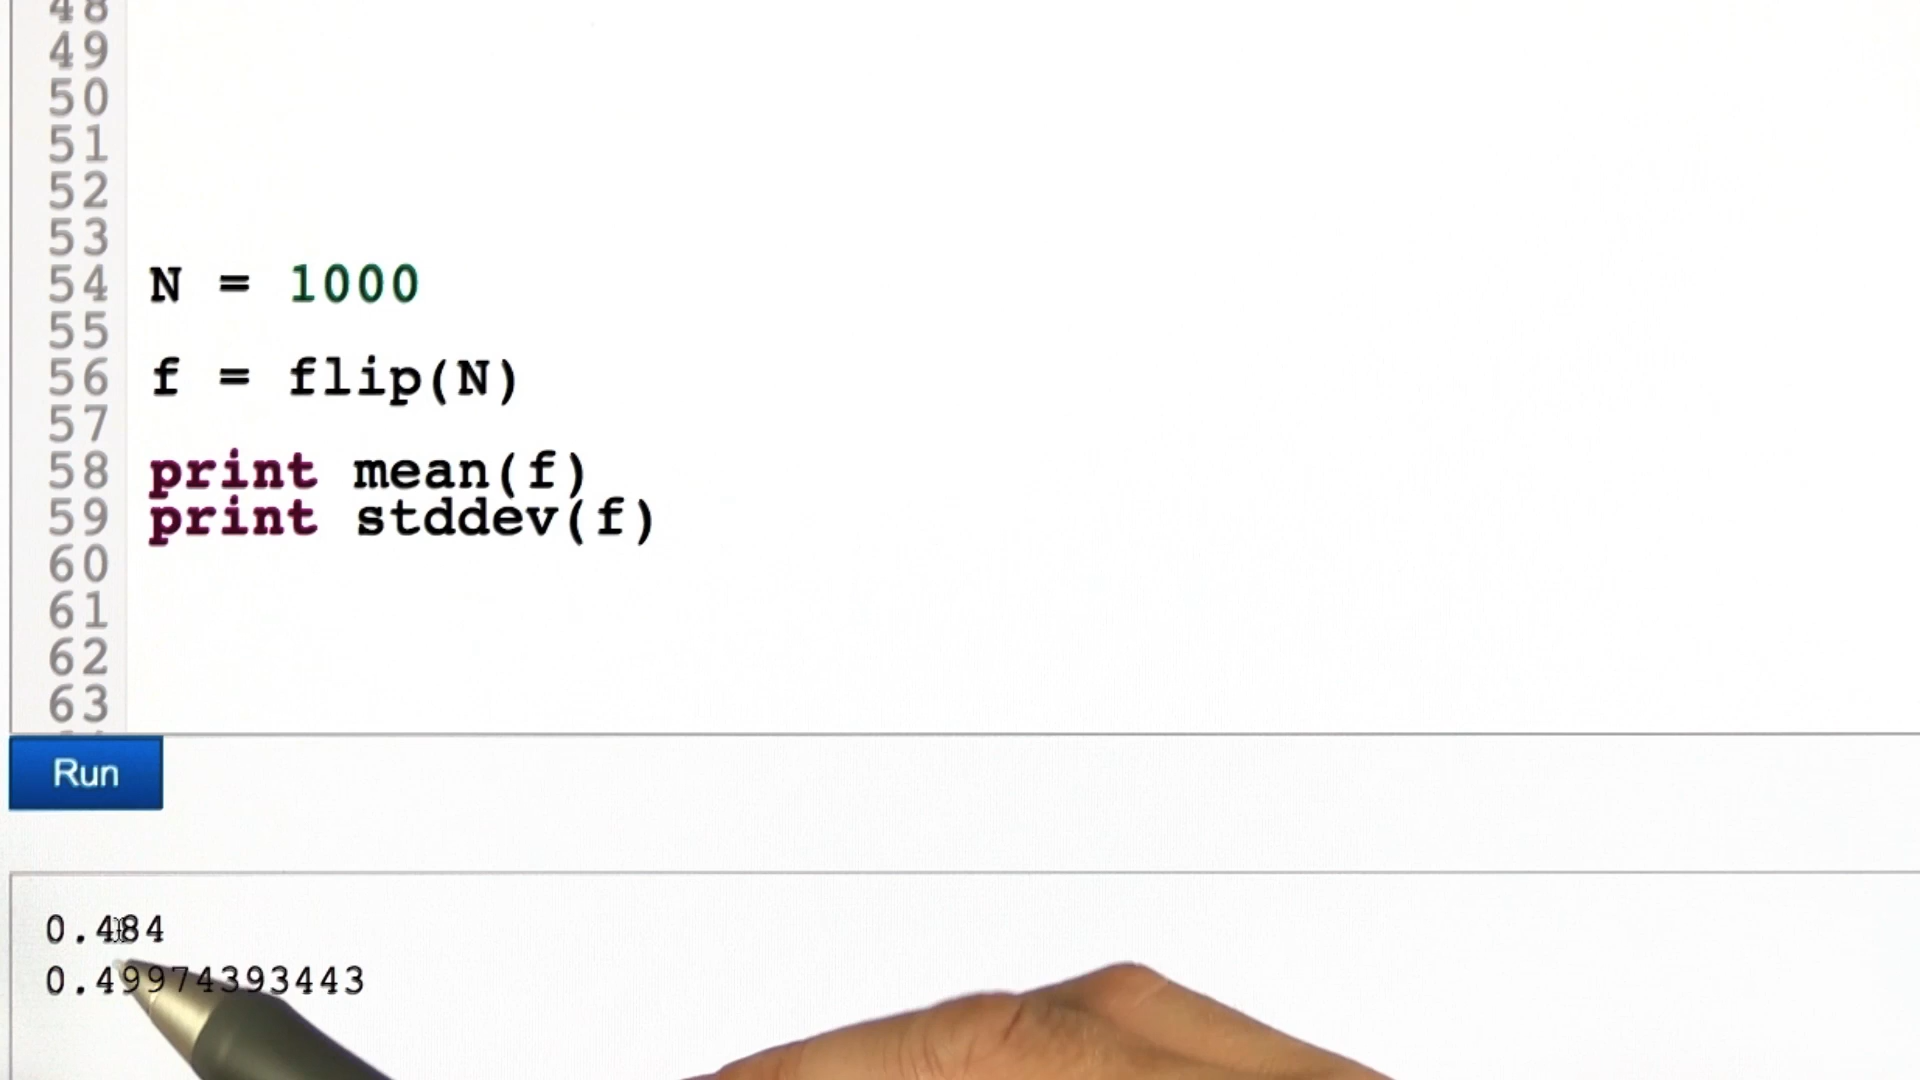 48
49
50
51
52
53
54 N = 1000
55
56 f = flip(N)
57
58 print mean(f)
59 print stddev(f)
60
61
62
63
Run
0.484
0.49974393443